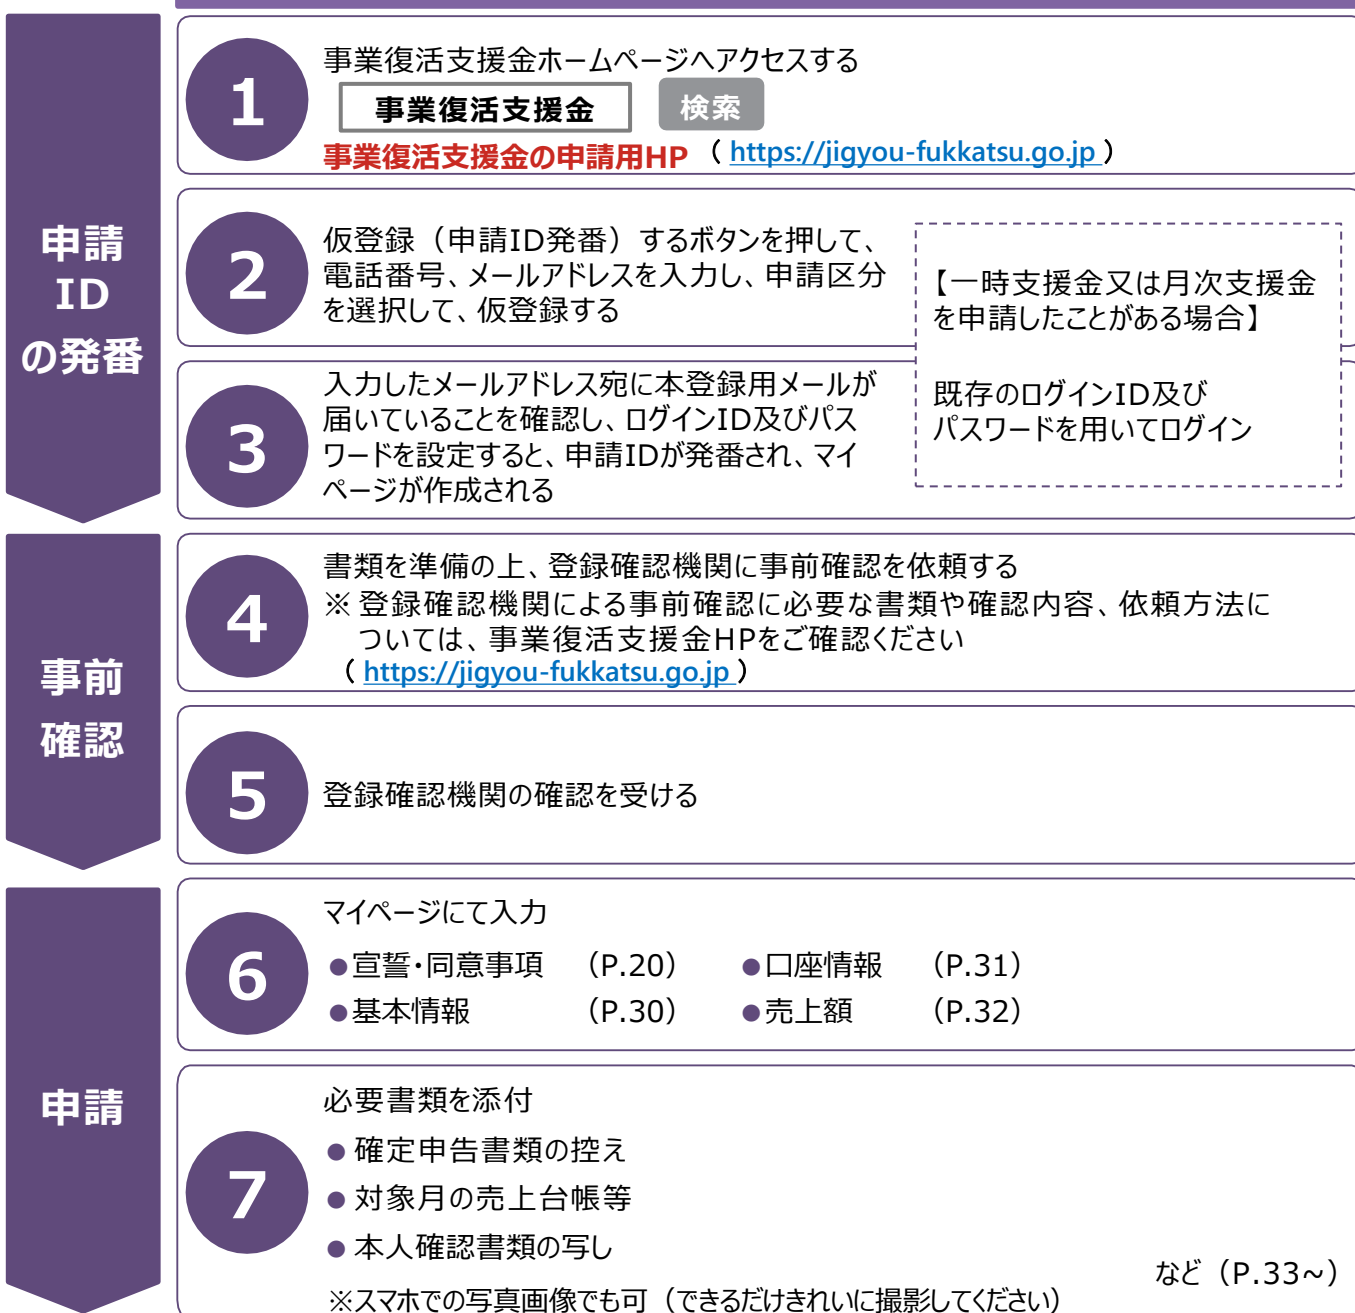 申請
ID
の発番
1
事業復活支援金ホームページへアクセスする
事業復活支援金 検索
事業復活支援金の申請用HP （ https://jigyou-fukkatsu.go.jp ）
2
仮登録（申請ID発番）するボタンを押して、
電話番号、メールアドレスを入力し、申請区分
を選択して、仮登録する
3
入力したメールアドレス宛に本登録用メールが
届いていることを確認し、ログインID及びパス
ワードを設定すると、申請IDが発番され、マイ
ページが作成される
【一時支援金又は月次支援金
を申請したことがある場合】
既存のログインID及び
パスワードを用いてログイン
事前
確認
4
書類を準備の上、登録確認機関に事前確認を依頼する
※ 登録確認機関による事前確認に必要な書類や確認内容、依頼方法に
ついては、事業復活支援金HPをご確認ください
（ https://jigyou-fukkatsu.go.jp ）
5
登録確認機関の確認を受ける
申請
6
マイページにて入力
●宣誓・同意事項 （P.20） ●口座情報 （P.31）
●基本情報 （P.30） ●売上額 （P.32）
7
必要書類を添付
● 確定申告書類の控え
● 対象月の売上台帳等
● 本人確認書類の写し
など（P.33~）
※スマホでの写真画像でも可（できるだけきれいに撮影してください）